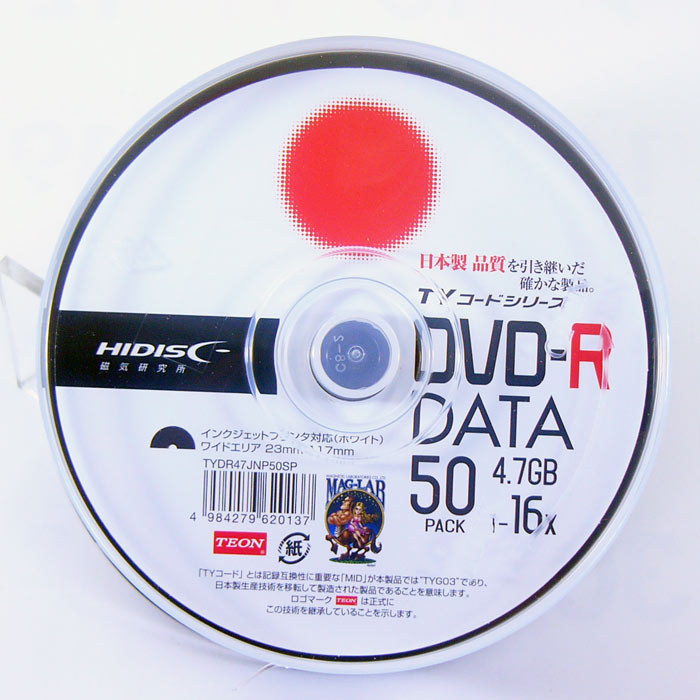 日本製 品質を引き継いだ
確かな製品。
TYコードシリーズ
HIDISC
磁気研究所
DVD-R
DATA
50
PACK
4.7GB
1-16x
C8-S
インクジェットプリンタ対応(ホワイト)
ワイドエリア 23mm-117mm
TYDR47JNP50SP
4 984279 620137
MAG-LAB
TEON
紙
「TYコード」とは記録互換性に重要な「MID」が本製品では"TYG03"であり、
日本製生産技術を移転して製造された製品であることを意味します。
ロゴマーク TEON は正式に
この技術を継承していることを示します。